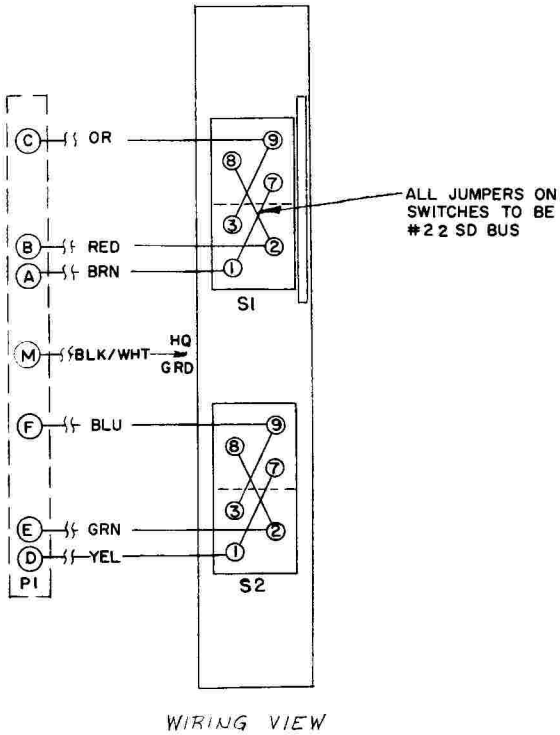 C OR 9
8
7
ALL JUMPERS ON
SWITCHES TO BE
#22 SD BUS
3
B RED 2
A BRN 1
S1
M BLK/WHT HQ
GRD
F BLU 9
8
7
3
E GRN 2
D YEL 1
P1
S2
WIRING VIEW